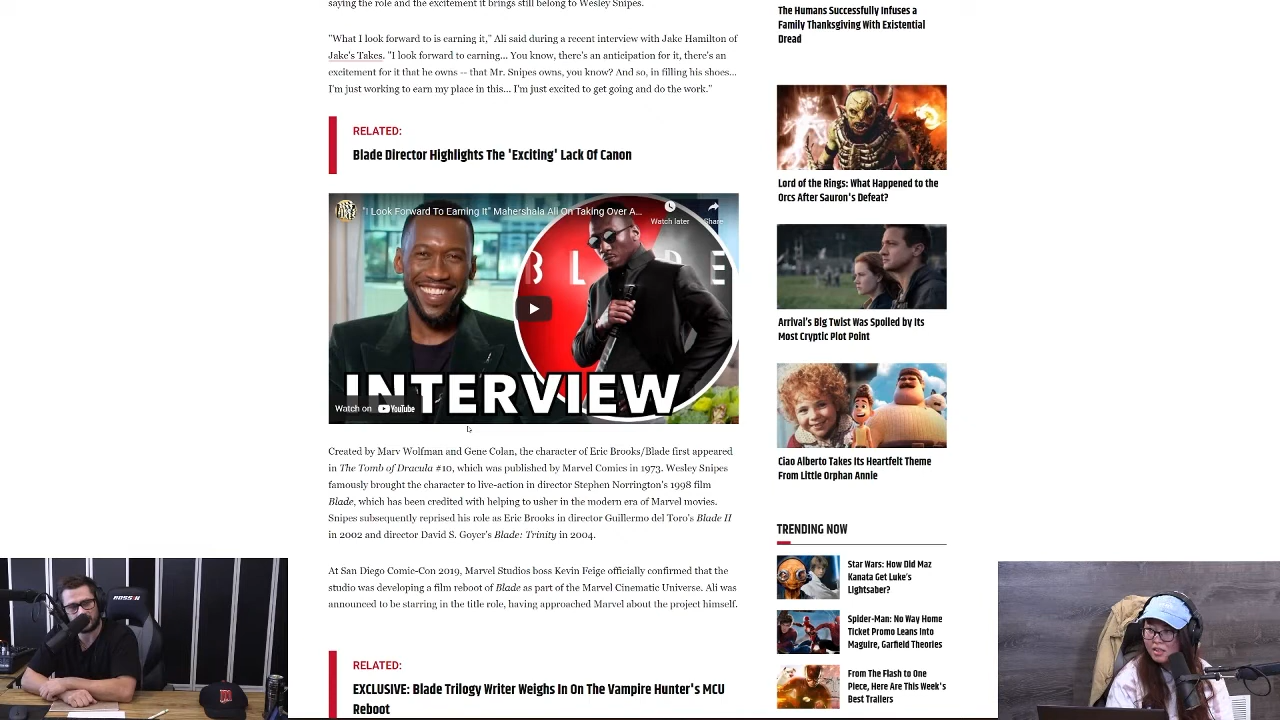 saying the role and the excitement it brings still belong to Wesley Snipes.
"What I look forward to is earning it," Ali said during a recent interview with Jake Hamilton of
Jake's Takes. "I look forward to earning... You know, there's an anticipation for it, there's an
excitement for it that he owns -- that Mr. Snipes owns, you know? And so, in filling his shoes...
I'm just working to earn my place in this... I'm just excited to get going and do the work."
RELATED:
Blade Director Highlights The 'Exciting' Lack Of Canon
"I Look Forward To Earning It" Mahershala Ali On Taking Over A...
Watch later
Share
BLADE
INTERVIEW
Watch on YouTube
Created by Marv Wolfman and Gene Colan, the character of Eric Brooks/Blade first appeared
in The Tomb of Dracula #10, which was published by Marvel Comics in 1973. Wesley Snipes
famously brought the character to live-action in director Stephen Norrington's 1998 film
Blade, which has been credited with helping to usher in the modern era of Marvel movies.
Snipes subsequently reprised his role as Eric Brooks in director Guillermo del Toro's Blade II
in 2002 and director David S. Goyer's Blade: Trinity in 2004.
At San Diego Comic-Con 2019, Marvel Studios boss Kevin Feige officially confirmed that the
studio was developing a film reboot of Blade as part of the Marvel Cinematic Universe. Ali was
announced to be starring in the title role, having approached Marvel about the project himself.
RELATED:
EXCLUSIVE: Blade Trilogy Writer Weighs In On The Vampire Hunter's MCU
Reboot
The Humans Successfully Infuses a
Family Thanksgiving With Existential
Dread
Lord of the Rings: What Happened to the
Orcs After Sauron's Defeat?
Arrival's Big Twist Was Spoiled by Its
Most Cryptic Plot Point
Ciao Alberto Takes Its Heartfelt Theme
From Little Orphan Annie
TRENDING NOW
Star Wars: How Did Maz
Kanata Get Luke's
Lightsaber?
Spider-Man: No Way Home
Ticket Promo Leans Into
Maguire, Garfield Theories
From The Flash to One
Piece, Here Are This Week's
Best Trailers